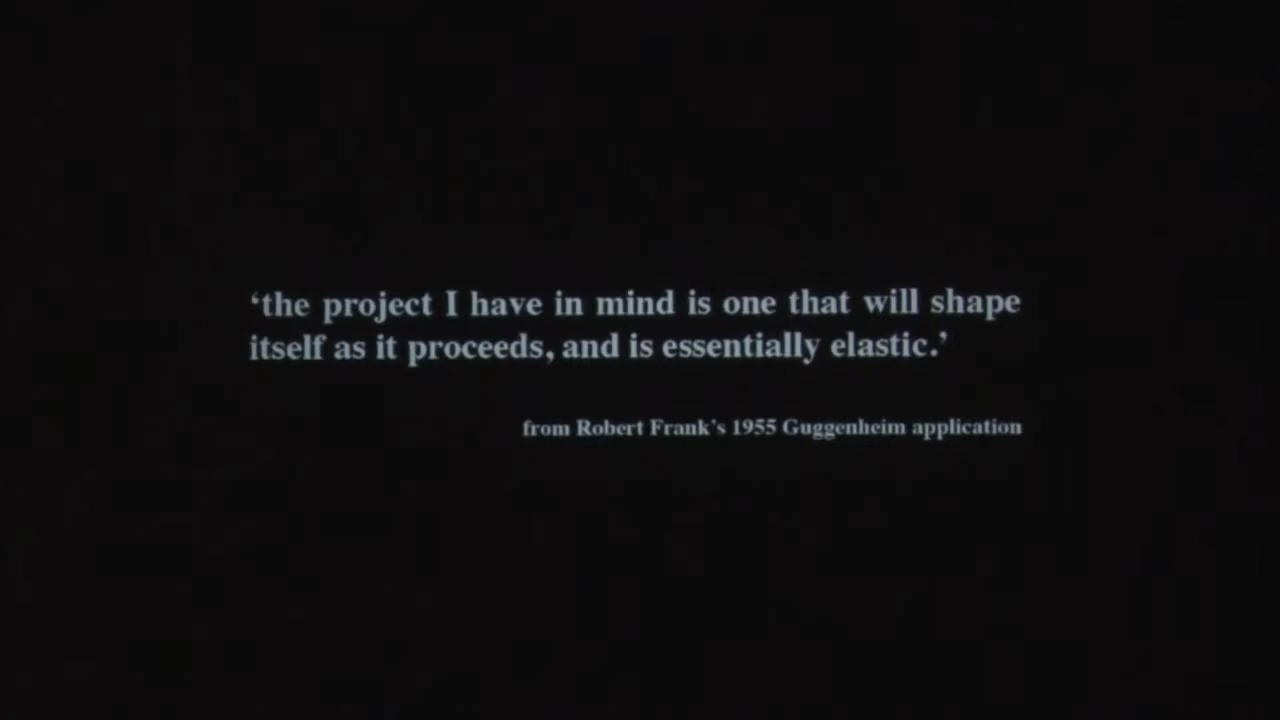 ‘the project I have in mind is one that will shape
itself as it proceeds, and is essentially elastic.’
from Robert Frank’s 1955 Guggenheim application